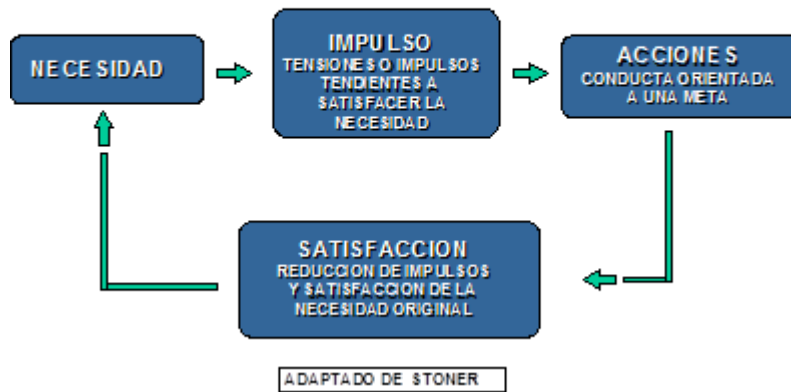 NECESIDAD
IMPULSO
TENSIONES O IMPULSOS
TENDIENTES A
SATISFACER LA
NECESIDAD
ACCIONES
CONDUCTA ORIENTADA
A UNA META
SATISFACCION
REDUCCION DE IMPULSOS
Y SATISFACCION DE LA
NECESIDAD ORIGINAL
ADAPTADO DE STONER